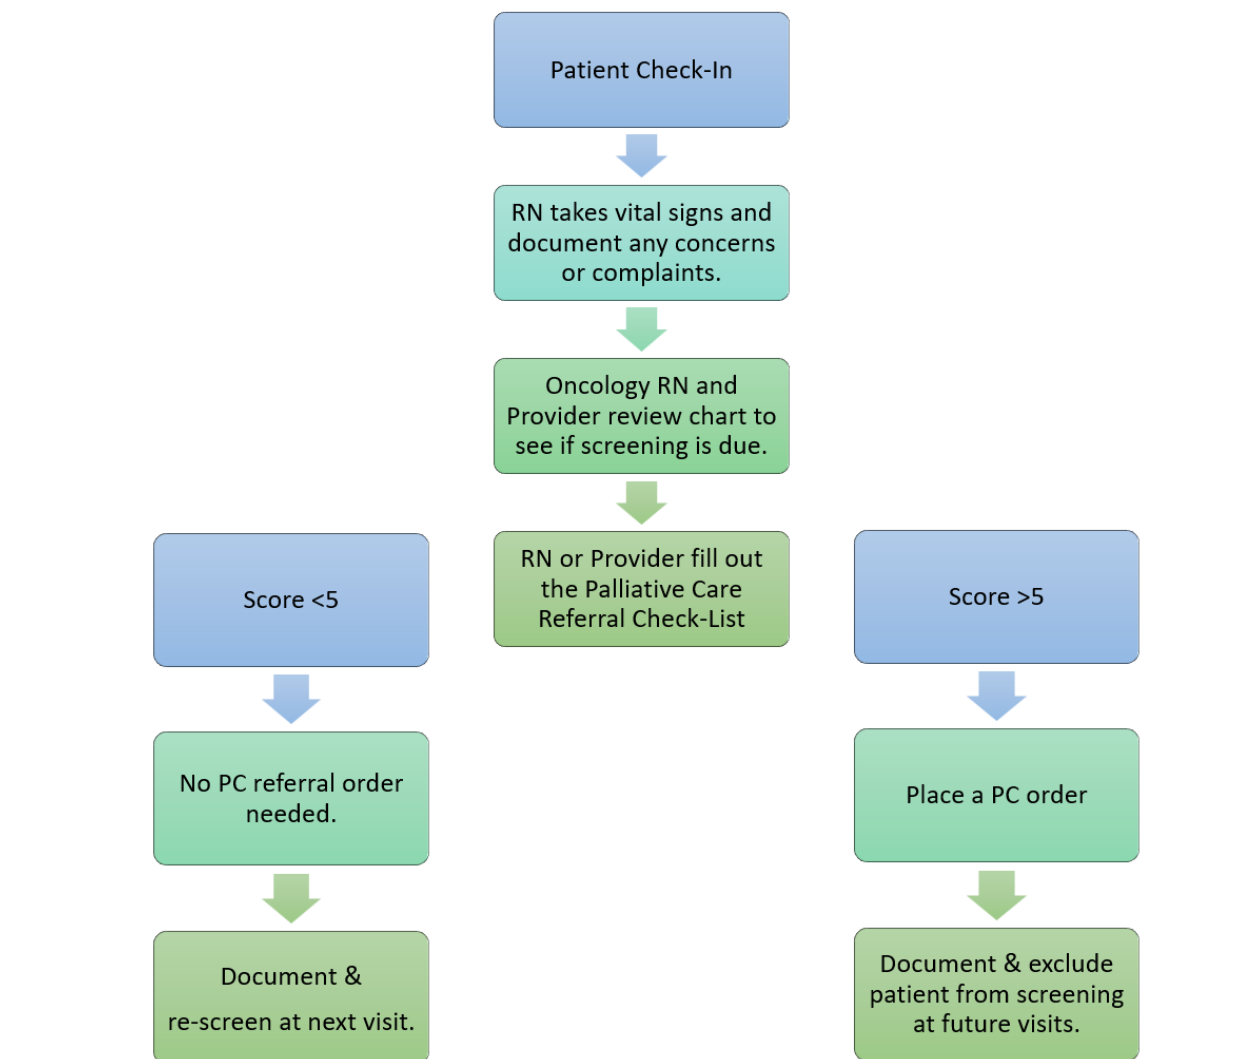 Patient Check-In
RN takes vital signs and
document any concerns
or complaints.
Oncology RN and
Provider review chart to
see if screening is due.
RN or Provider fill out
the Palliative Care
Referral Check-List
Score <5
No PC referral order
needed.
Document &
re-screen at next visit.
Score >5
Place a PC order
Document & exclude
patient from screening
at future visits.